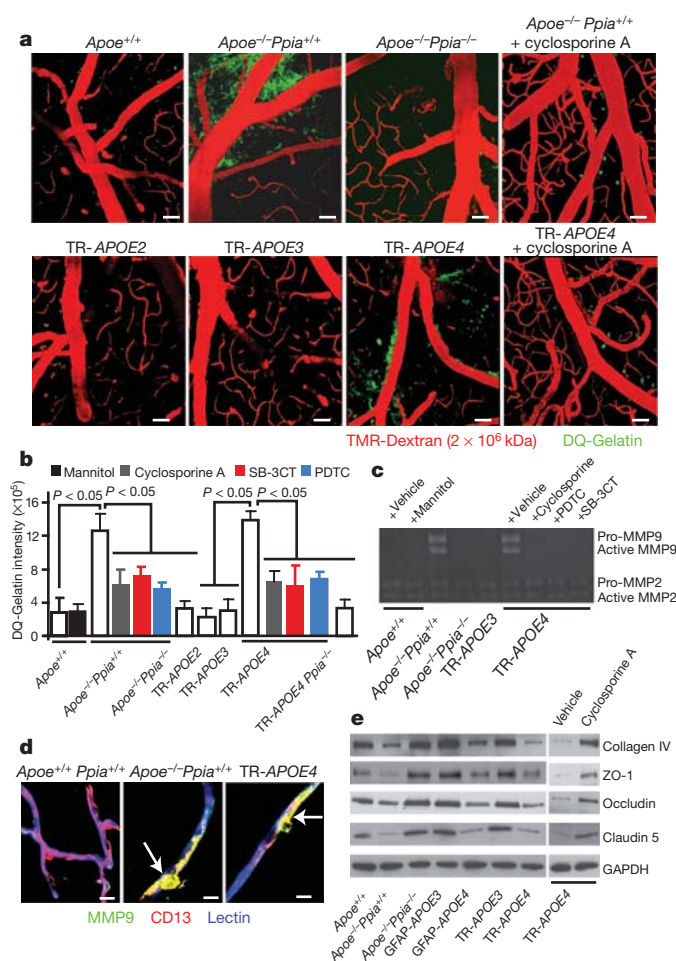 a
Apoe+/+
Apoe−/−Ppia+/+
Apoe−/−Ppia−/−
Apoe−/− Ppia+/+
+ cyclosporine A
TR-APOE2
TR-APOE3
TR-APOE4
TR-APOE4
+ cyclosporine A
TMR-Dextran (2 × 10⁶ kDa)
DQ-Gelatin
b
Mannitol
Cyclosporine A
SB-3CT
PDTC
P < 0.05
P < 0.05
P < 0.05
P < 0.05
DQ-Gelatin intensity (×10⁵)
16
12
8
4
0
Apoe+/+
Apoe−/−Ppia+/+
Apoe−/−Ppia−/−
TR-APOE2
TR-APOE3
TR-APOE4
TR-APOE4 Ppia−/−
c
+Vehicle
+Mannitol
+Vehicle
+Cyclosporine
+PDTC
+SB-3CT
Pro-MMP9
Active MMP9
Pro-MMP2
Active MMP2
Apoe+/+
Apoe−/−Ppia+/+
Apoe−/−Ppia−/−
TR-APOE3
TR-APOE4
d
Apoe+/+ Ppia+/+
Apoe−/−Ppia+/+
TR-APOE4
MMP9
CD13
Lectin
e
Vehicle
Cyclosporine A
Collagen IV
ZO-1
Occludin
Claudin 5
GAPDH
Apoe+/+
Apoe−/−Ppia+/+
Apoe−/−Ppia−/−
GFAP-APOE3
GFAP-APOE4
TR-APOE3
TR-APOE4
TR-APOE4